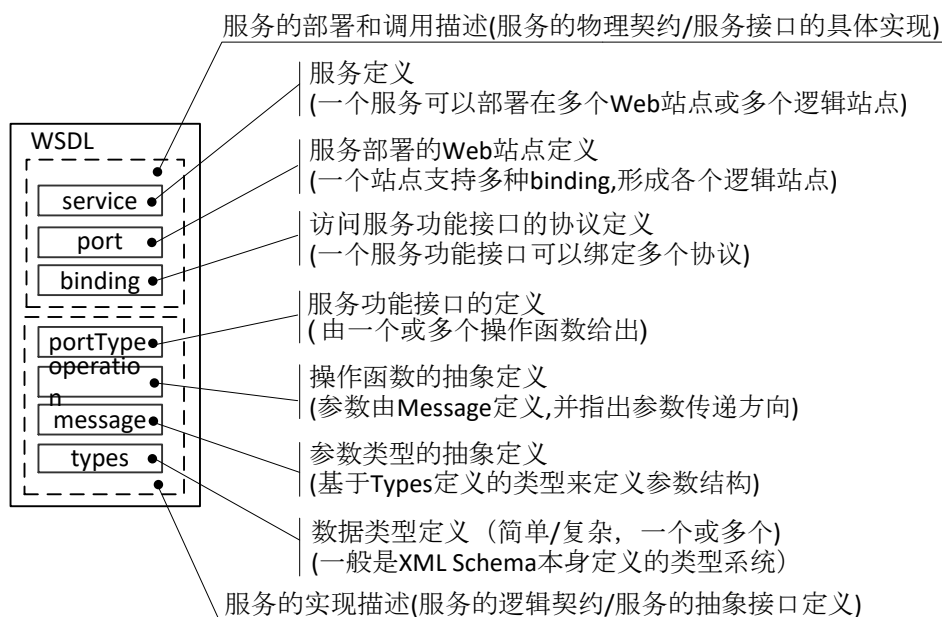 服务的部署和调用描述(服务的物理契约/服务接口的具体实现)
服务定义
(一个服务可以部署在多个Web站点或多个逻辑站点)
WSDL
服务部署的Web站点定义
(一个站点支持多种binding,形成各个逻辑站点)
service
port
访问服务功能接口的协议定义
(一个服务功能接口可以绑定多个协议)
binding
服务功能接口的定义
(由一个或多个操作函数给出)
portType
operatio
n
操作函数的抽象定义
(参数由Message定义,并指出参数传递方向)
message
参数类型的抽象定义
(基于Types定义的类型来定义参数结构)
types
数据类型定义（简单/复杂，一个或多个)
(一般是XML Schema本身定义的类型系统）
服务的实现描述(服务的逻辑契约/服务的抽象接口定义)